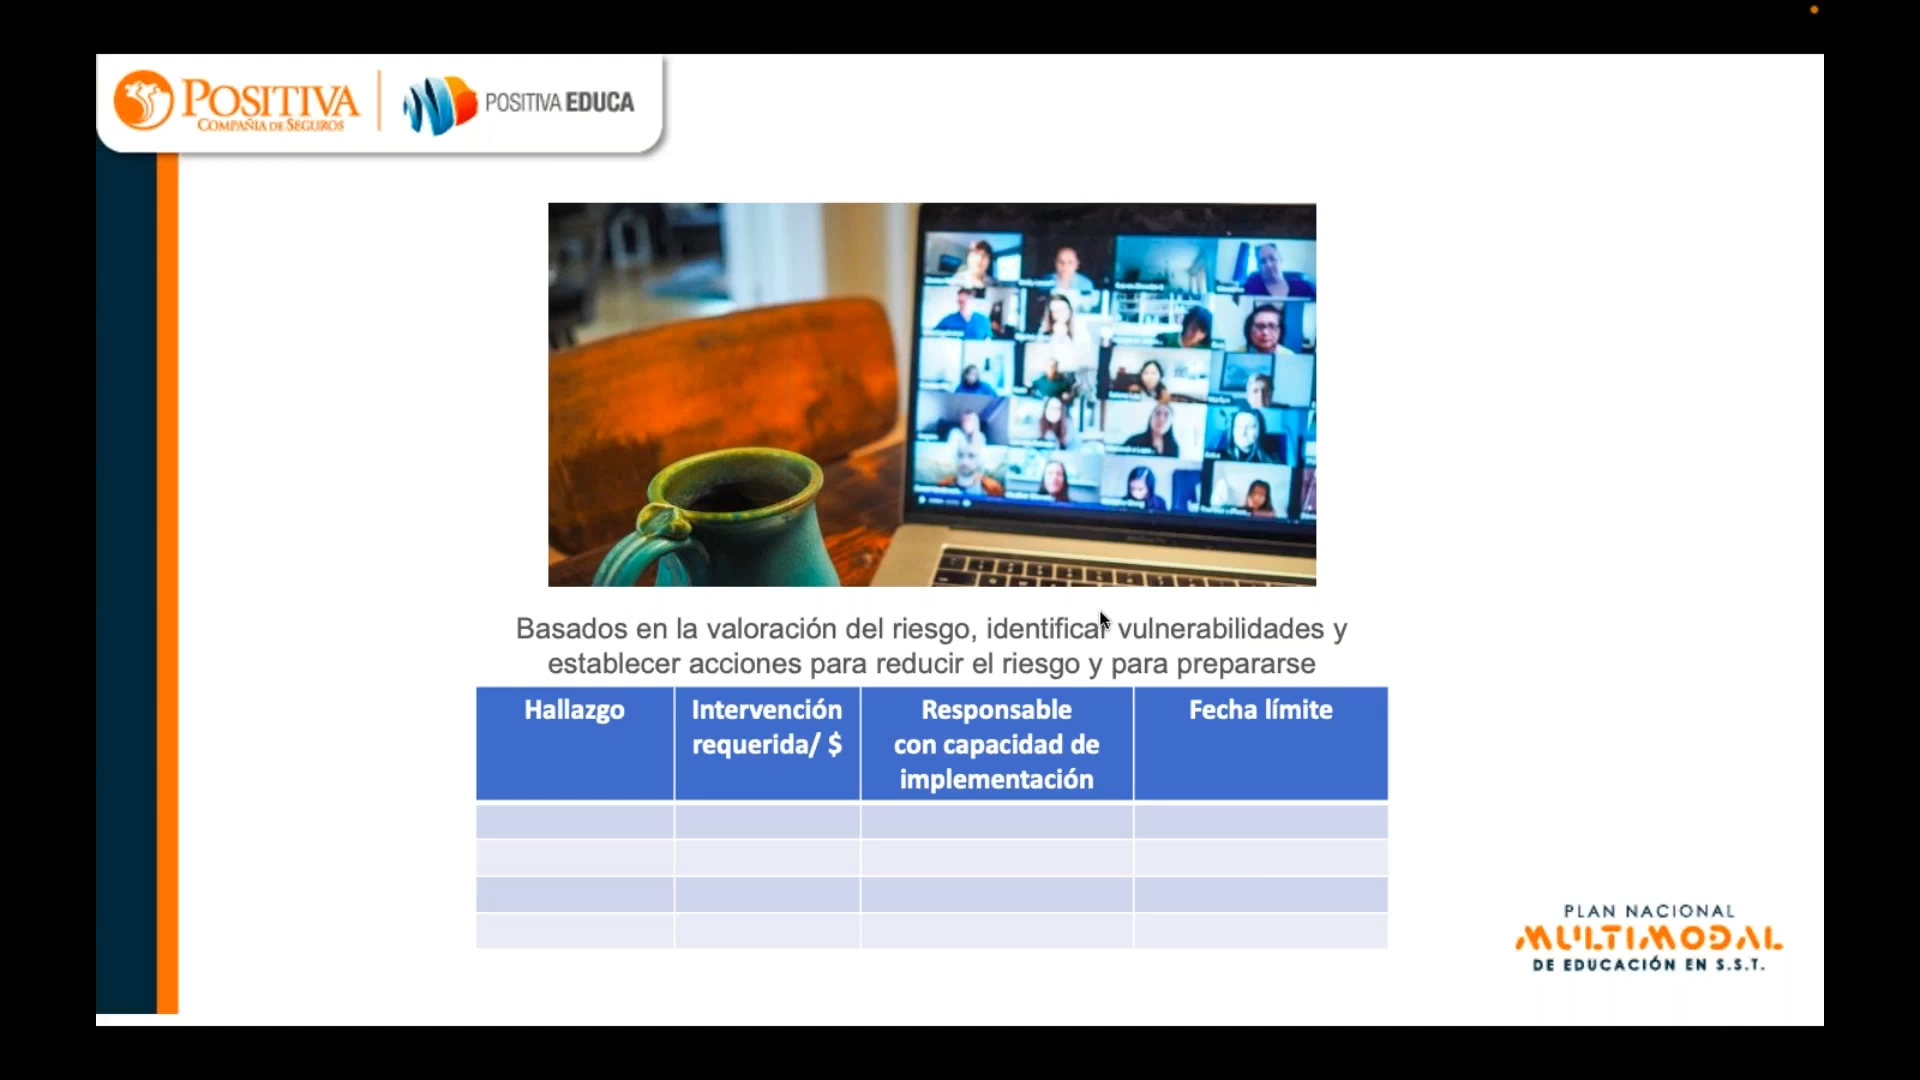 POSITIVA
COMPAÑIA DE SEGUROS
POSITIVA EDUCA
Basados en la valoración del riesgo, identificar vulnerabilidades y
establecer acciones para reducir el riesgo y para prepararse
Hallazgo
Intervención
requerida/ $
Responsable
con capacidad de
implementación
Fecha límite
PLAN NACIONAL
MULTIMODAL
DE EDUCACIÓN EN S.S.T.